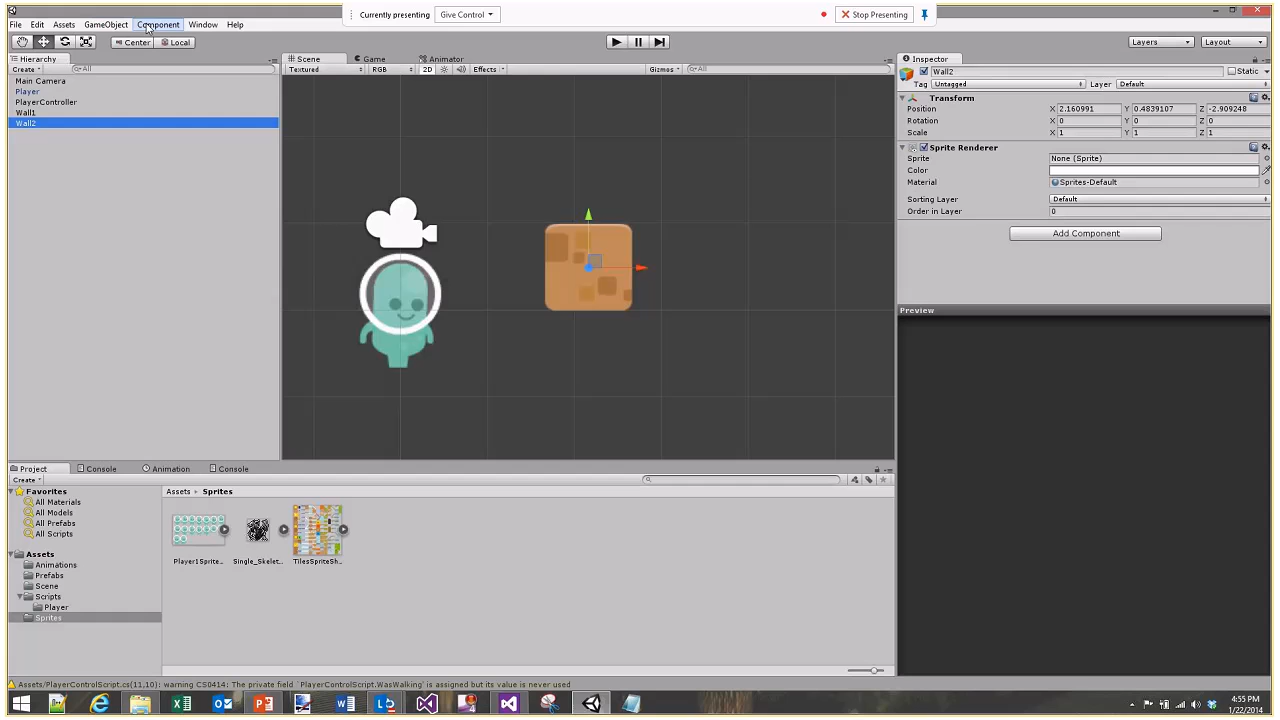 Currently presenting Give Control Stop Presenting
File Edit Assets GameObject Component Window Help
Center Local Layers Layout
Hierarchy Scene Game Animator Inspector
Create All Textured RGB 2D Effects Gizmos All
Wall2 Static
Tag Untagged Layer Default
Main Camera
Player
PlayerController
Wall1
Wall2
Transform
Position X 2.160991 Y 0.4839107 Z -2.909248
Rotation X 0 Y 0 Z 0
Scale X 1 Y 1 Z 1
Sprite Renderer
Sprite None (Sprite)
Color
Material Sprites-Default
Sorting Layer Default
Order in Layer 0
Add Component
Preview
Project Console Animation Console
Create
Favorites
All Materials
All Models
All Prefabs
All Scripts
Assets
Animations
Prefabs
Scene
Scripts
Player
Sprites
Assets Sprites
Player1Sprite... Single_Skelet... TilesSpriteSh...
Assets/PlayerControlScript.cs(11,10): warning CS0414: The private field `PlayerControlScript.WasWalking' is assigned but its value is never used
4:55 PM
1/22/2014